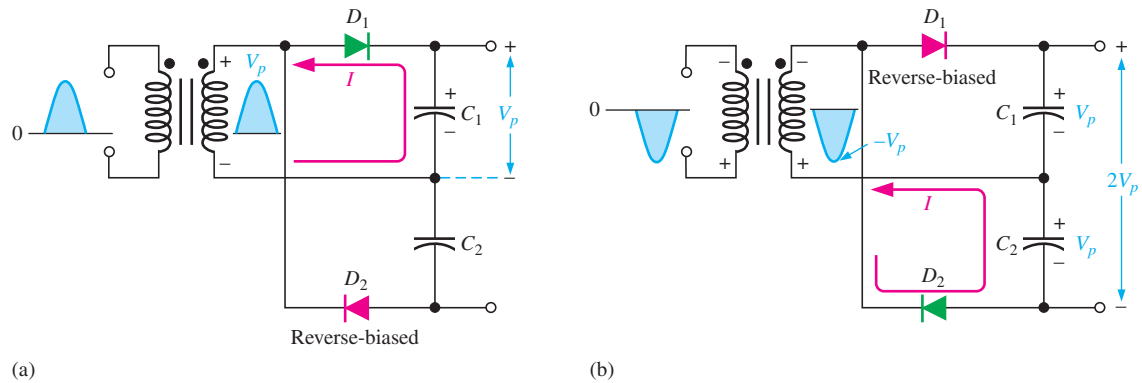 D1
+
Vp
I
+
C1
−
Vp
0
−
−
C2
D2
Reverse-biased
(a)
D1
+
−
−
Reverse-biased
+
C1
Vp
−
0
−Vp
+
+
2Vp
I
+
C2
Vp
−
D2
−
(b)